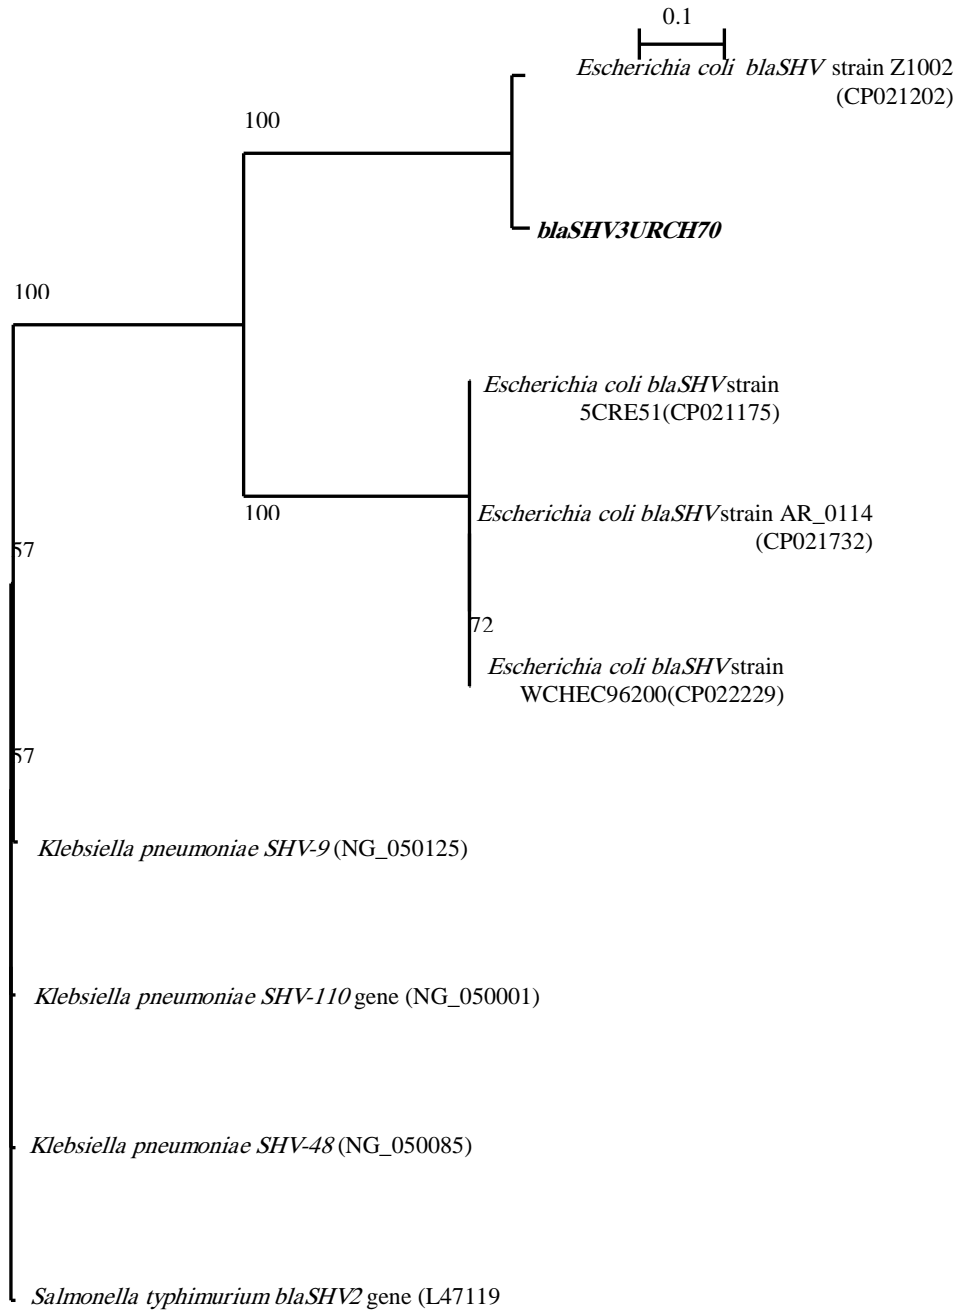 0.1
Escherichia coli blaSHV strain Z1002
(CP021202)
100
blaSHV3URCH70
100
Escherichia coli blaSHV strain
5CRE51(CP021175)
100
Escherichia coli blaSHV strain AR_0114
(CP021732)
57
72
Escherichia coli blaSHV strain
WCHEC96200(CP022229)
57
Klebsiella pneumoniae SHV-9 (NG_050125)
Klebsiella pneumoniae SHV-110 gene (NG_050001)
Klebsiella pneumoniae SHV-48 (NG_050085)
Salmonella typhimurium blaSHV2 gene (L47119